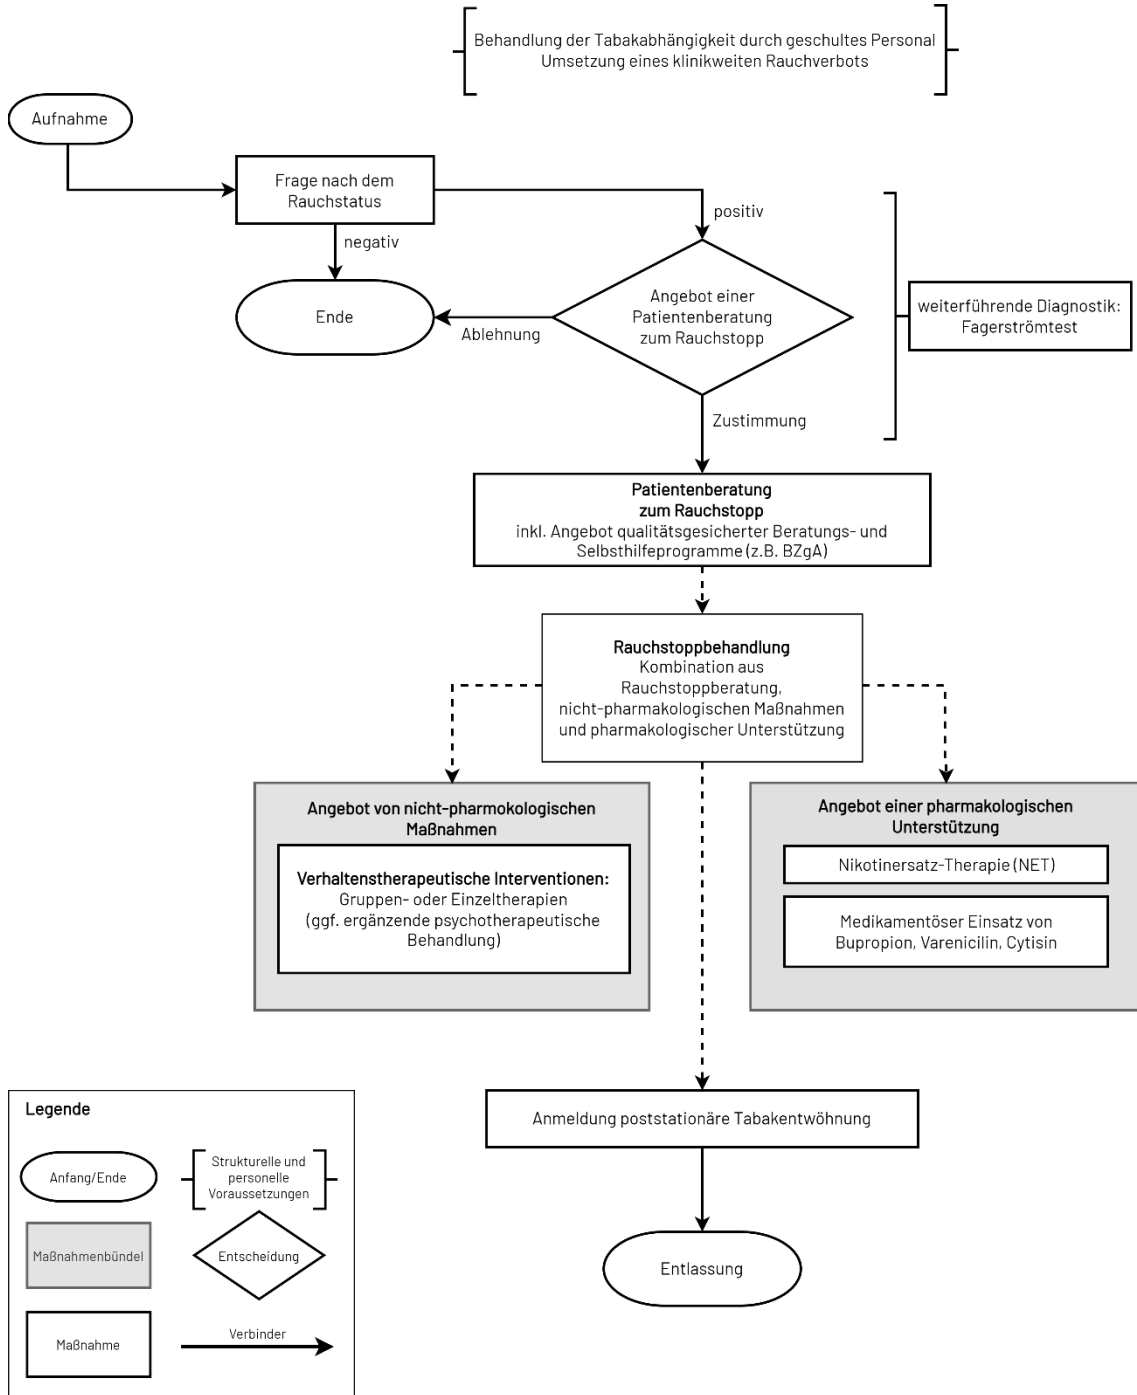 Behandlung der Tabakabhängigkeit durch geschultes Personal
Umsetzung eines klinikweiten Rauchverbots
Aufnahme
Frage nach dem
Rauchstatus
positiv
negativ
Ende
Ablehnung
Angebot einer
Patientenberatung
zum Rauchstopp
weiterführende Diagnostik:
Fagerströmtest
Zustimmung
Patientenberatung
zum Rauchstopp
inkl. Angebot qualitätsgesicherter Beratungs- und
Selbsthilfeprogramme (z.B. BZgA)
Rauchstoppbehandlung
Kombination aus
Rauchstoppberatung,
nicht-pharmakologischen Maßnahmen
und pharmakologischer Unterstützung
Angebot von nicht-pharmokologischen
Maßnahmen
Verhaltenstherapeutische Interventionen:
Gruppen- oder Einzeltherapien
(ggf. ergänzende psychotherapeutische
Behandlung)
Angebot einer pharmakologischen
Unterstützung
Nikotinersatz-Therapie (NET)
Medikamentöser Einsatz von
Bupropion, Varenicilin, Cytisin
Anmeldung poststationäre Tabakentwöhnung
Entlassung
Legende
Anfang/Ende
Strukturelle und
personelle
Voraussetzungen
Maßnahmenbündel
Entscheidung
Maßnahme
Verbinder